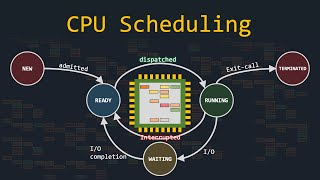 CPU Scheduling
NEW
admitted
dispatched
Exit-call
TERMINATED
READY
RUNNING
interrupted
I/O
completion
WAITING
I/O